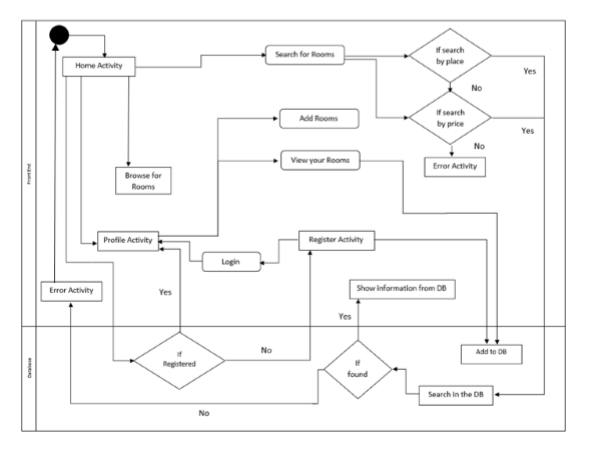 Home Activity
Search for Rooms
If search
by place
Yes
No
If search
by price
Yes
No
Error Activity
Add Rooms
View your Rooms
Browse for
Rooms
FrontEnd
Profile Activity
Register Activity
Login
Error Activity
Yes
Show Information from DB
Yes
If
Registered
No
If
found
Add to DB
Search In the DB
No
Database